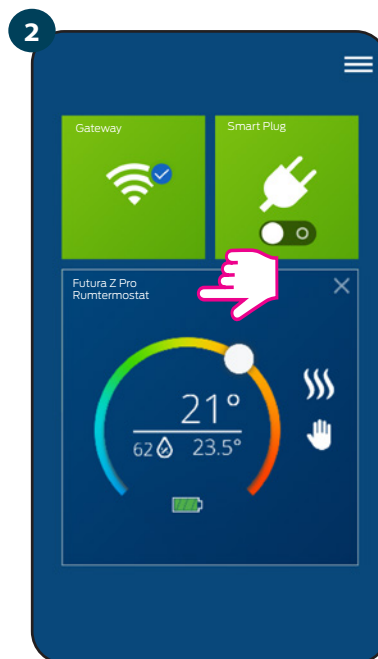 2
Gateway
Smart Plug
Futura Z Pro
Rumtermostat
21°
62 23.5°